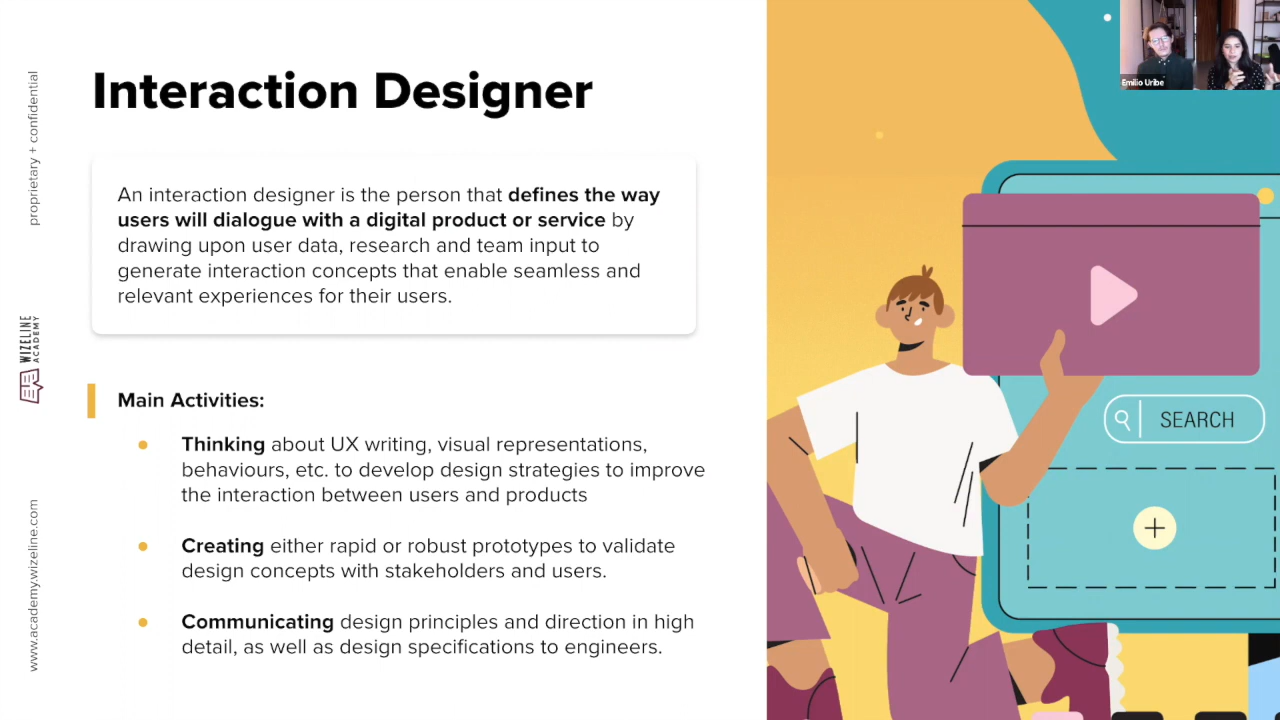 Interaction Designer
An interaction designer is the person that defines the way
users will dialogue with a digital product or service by
drawing upon user data, research and team input to
generate interaction concepts that enable seamless and
relevant experiences for their users.
Main Activities:
Thinking about UX writing, visual representations,
behaviours, etc. to develop design strategies to improve
the interaction between users and products
Creating either rapid or robust prototypes to validate
design concepts with stakeholders and users.
Communicating design principles and direction in high
detail, as well as design specifications to engineers.
proprietary + confidential
WIZELINE
ACADEMY
www.academy.wizeline.com
Emilio Uribe
SEARCH